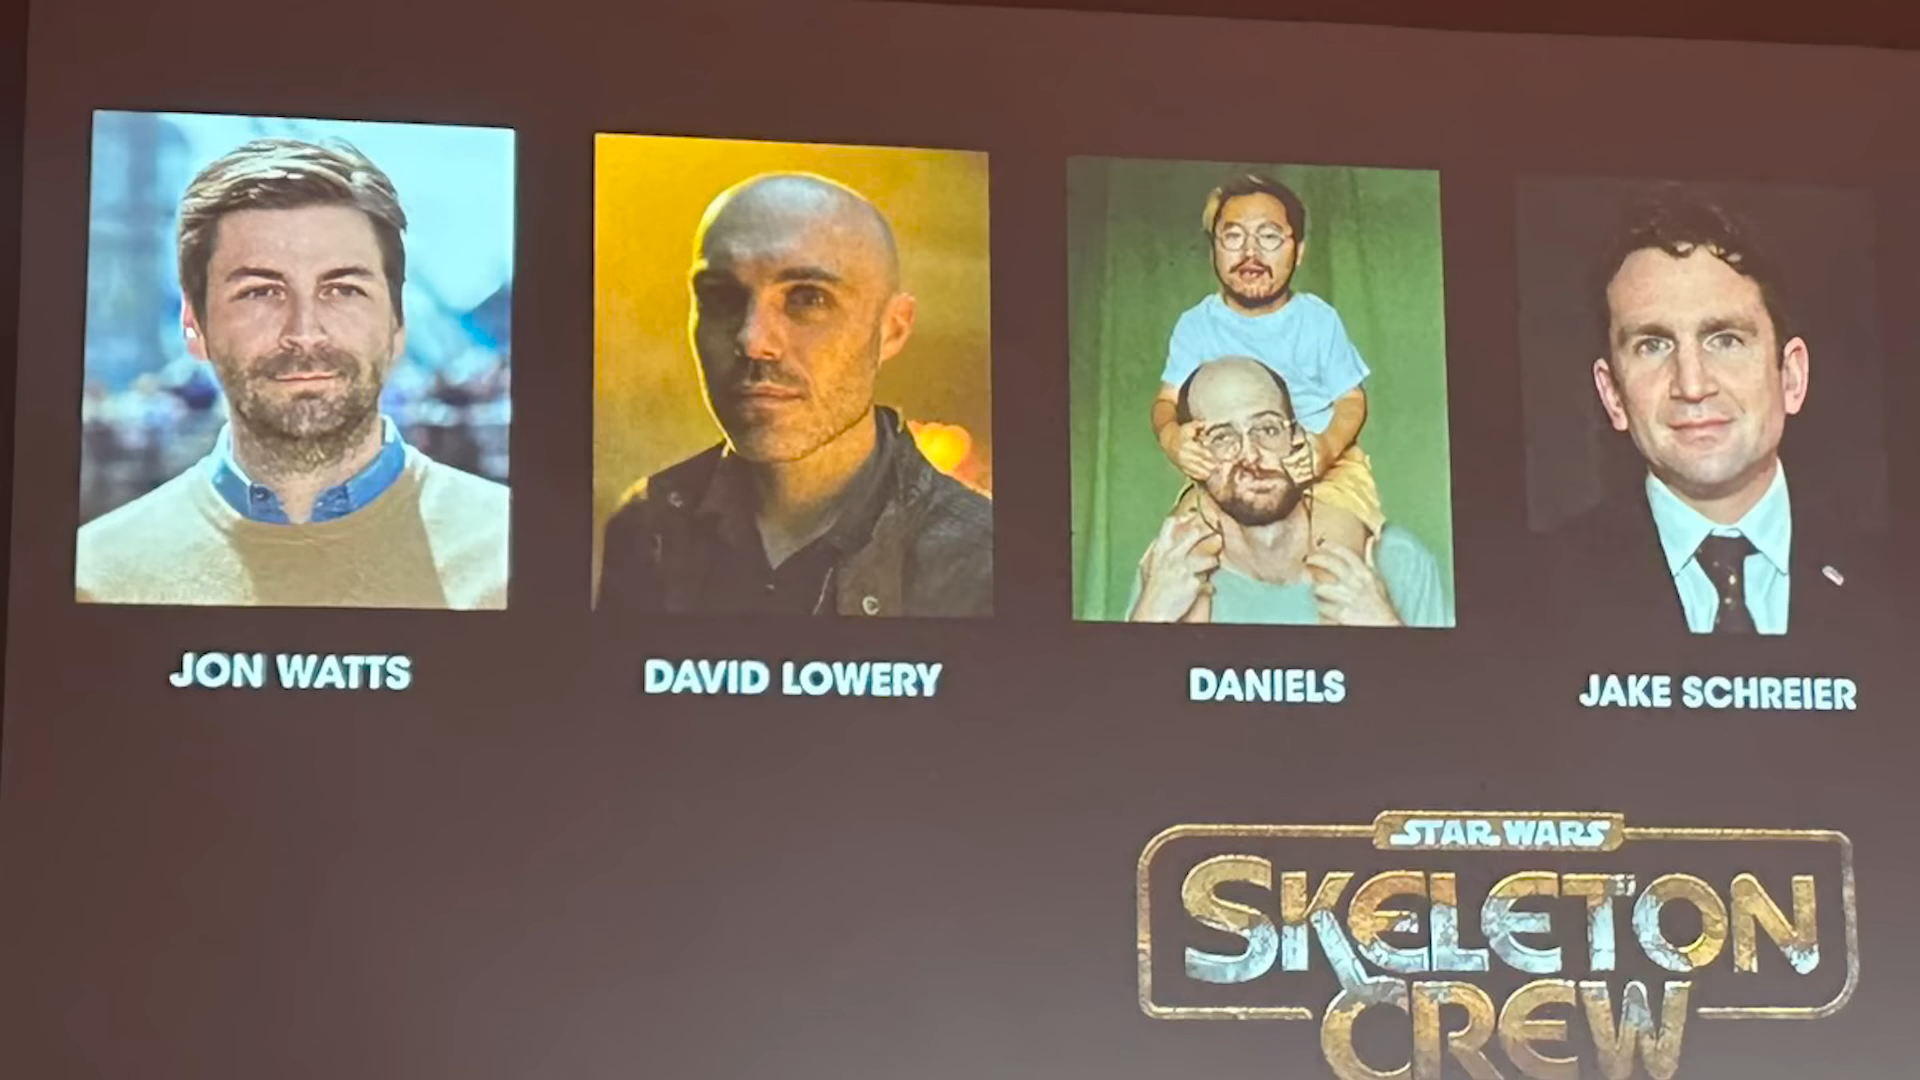 JON WATTS
DAVID LOWERY
DANIELS
JAKE SCHREIER
STAR WARS
SKELETON
CREW